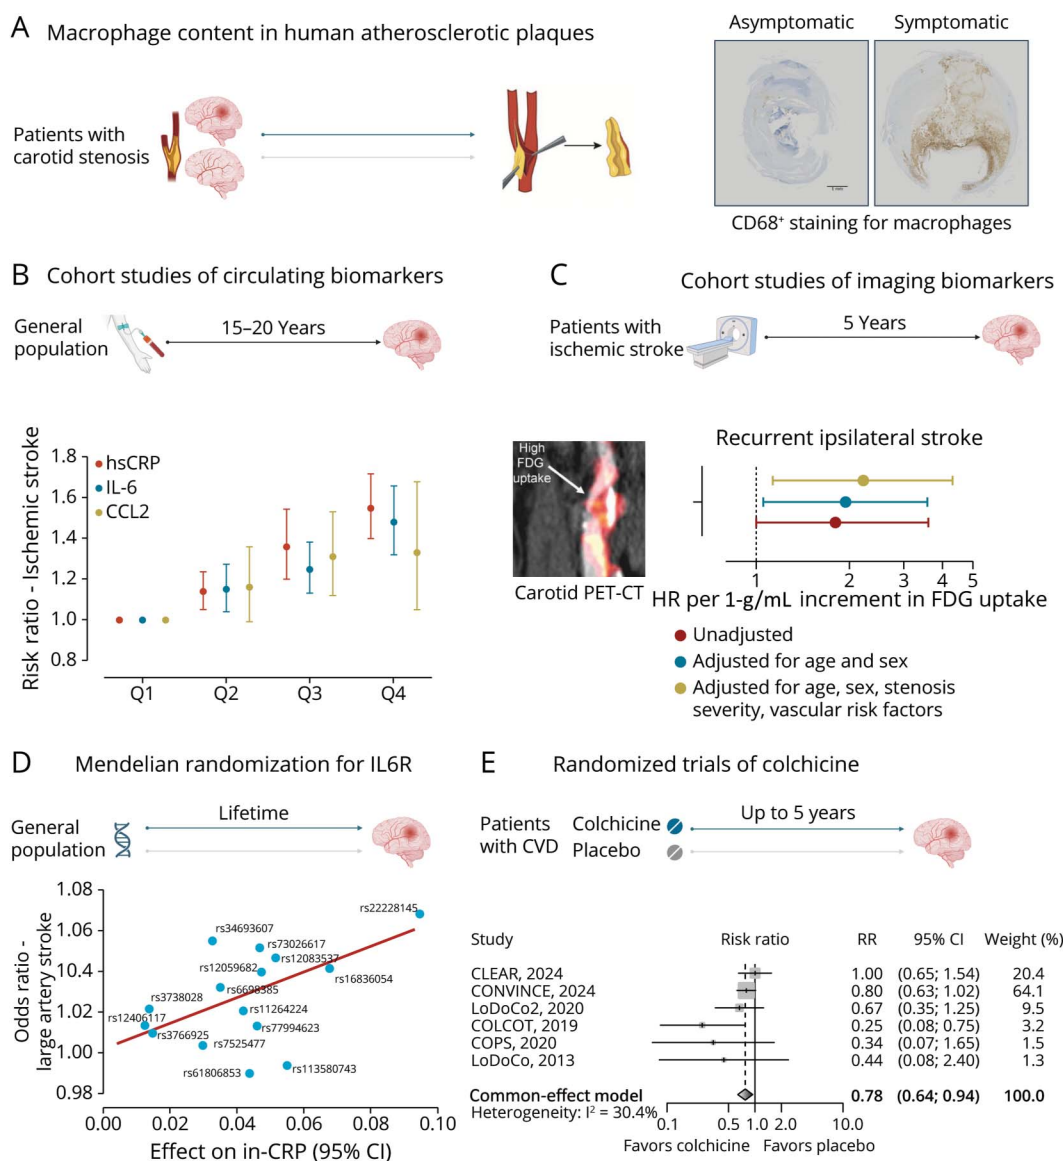 A Macrophage content in human atherosclerotic plaques
Asymptomatic Symptomatic
Patients with
carotid stenosis
1 mm
CD68⁺ staining for macrophages
B Cohort studies of circulating biomarkers
General
population
15–20 Years
Risk ratio - Ischemic stroke
1.8
1.6
1.4
1.2
1.0
0.8
hsCRP
IL-6
CCL2
Q1 Q2 Q3 Q4
C Cohort studies of imaging biomarkers
Patients with
ischemic stroke
5 Years
High
FDG
uptake
Carotid PET-CT
Recurrent ipsilateral stroke
1 2 3 4 5
HR per 1-g/mL increment in FDG uptake
Unadjusted
Adjusted for age and sex
Adjusted for age, sex, stenosis
severity, vascular risk factors
D Mendelian randomization for IL6R
General
population
Lifetime
Odds ratio -
large artery stroke
1.08
1.06
1.04
1.02
1.00
0.98
rs22228145
rs34693607
rs73026617
rs12083537
rs12059682
rs16836054
rs6698385
rs3738028
rs11264224
rs12406117
rs77994623
rs3766925
rs7525477
rs61806853
rs113580743
0.00 0.02 0.04 0.06 0.08 0.10
Effect on in-CRP (95% CI)
E Randomized trials of colchicine
Patients
with CVD
Colchicine
Placebo
Up to 5 years
Study Risk ratio RR 95% CI Weight (%)
CLEAR, 2024 1.00 (0.65; 1.54) 20.4
CONVINCE, 2024 0.80 (0.63; 1.02) 64.1
LoDoCo2, 2020 0.67 (0.35; 1.25) 9.5
COLCOT, 2019 0.25 (0.08; 0.75) 3.2
COPS, 2020 0.34 (0.07; 1.65) 1.5
LoDoCo, 2013 0.44 (0.08; 2.40) 1.3
Common-effect model 0.78 (0.64; 0.94) 100.0
Heterogeneity: I² = 30.4%
0.1 0.5 1.0 2.0 10.0
Favors colchicine Favors placebo